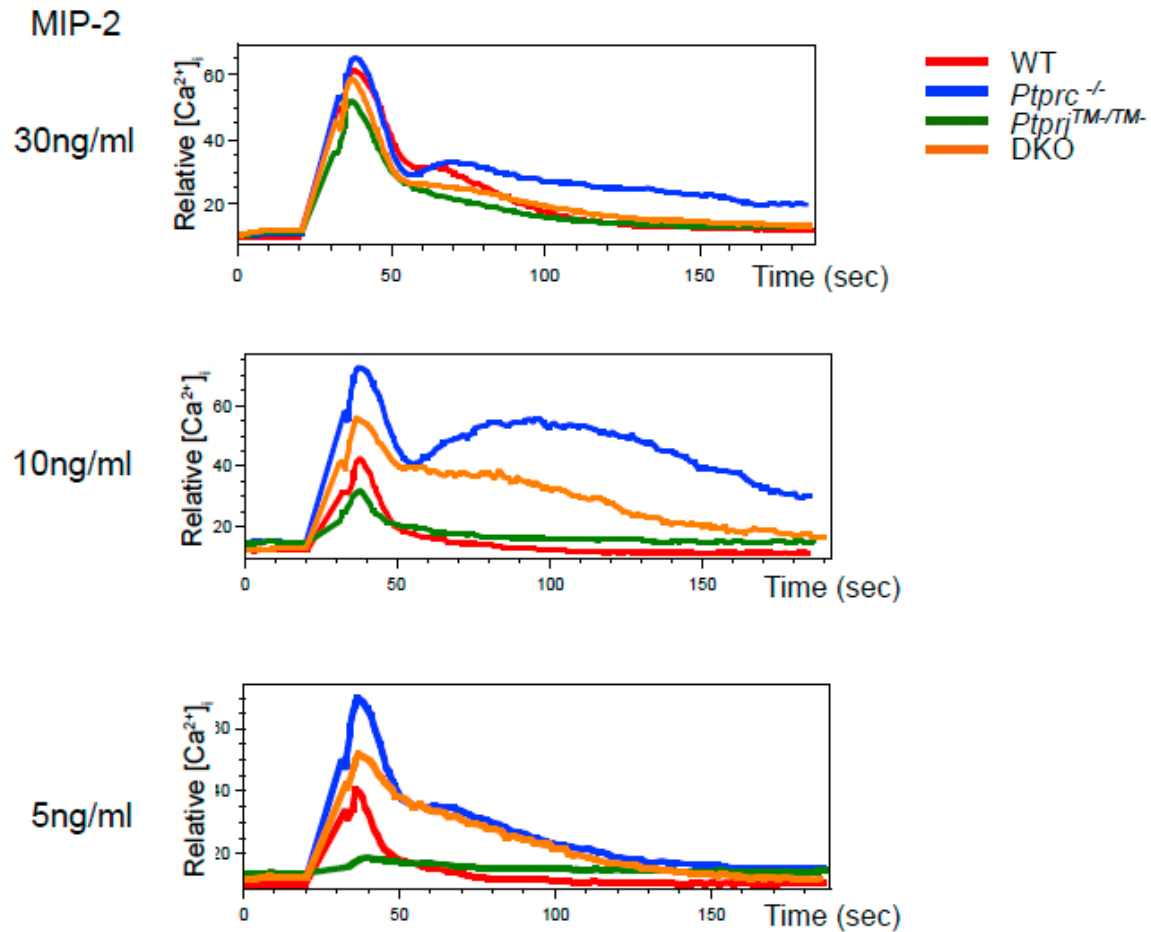 MIP-2
WT
Ptprc -/-
Ptprj TM-/TM-
DKO
30ng/ml
Relative [Ca2+]i
60
40
20
0
50
100
150
Time (sec)
10ng/ml
Relative [Ca2+]i
60
40
20
0
50
100
150
Time (sec)
5ng/ml
Relative [Ca2+]i
40
20
0
50
100
150
Time (sec)